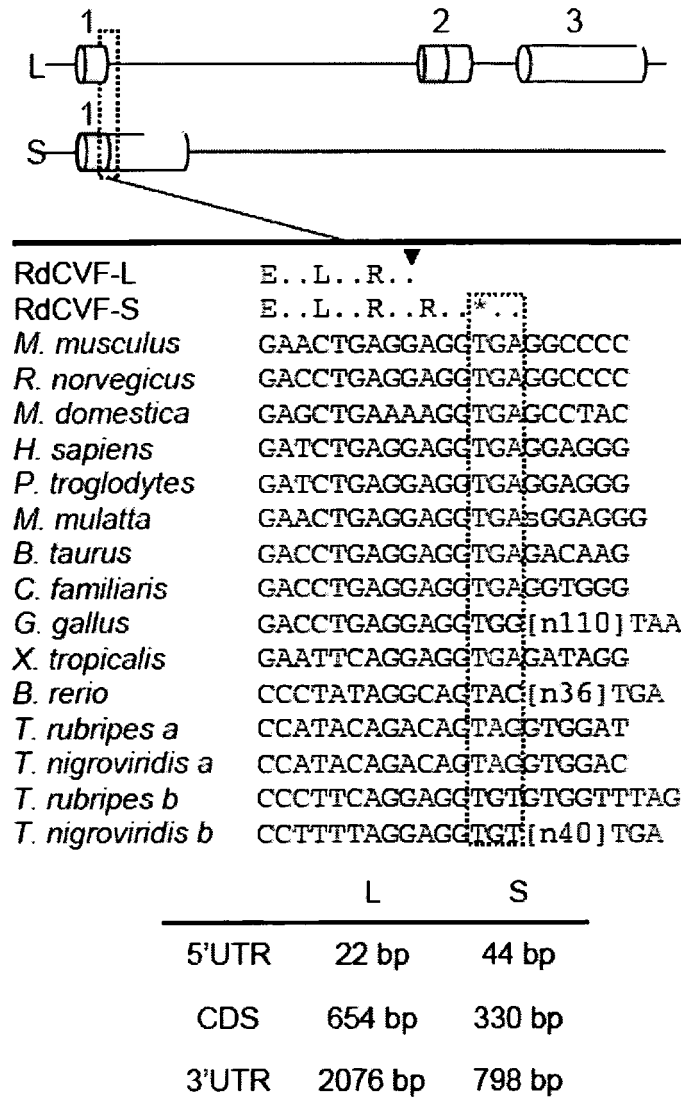 1 2 3
L
1
S
RdCVF-L E..L..R..
RdCVF-S E..L..R..R..*..
M. musculus GAACTGAGGAGGTGAGGCCCC
R. norvegicus GACCTGAGGAGGTGAGGCCCC
M. domestica GAGCTGAAAAGGTGAGCCTAC
H. sapiens GATCTGAGGAGGTGAGGAGGG
P. troglodytes GATCTGAGGAGGTGAGGAGGG
M. mulatta GAACTGAGGAGGTGAsGGAGGG
B. taurus GACCTGAGGAGGTGAGACAAG
C. familiaris GACCTGAGGAGGTGAGGTGGG
G. gallus GACCTGAGGAGGTGG[n110]TAA
X. tropicalis GAATTCAGGAGGTGAGATAGG
B. rerio CCCTATAGGCAGTAC[n36]TGA
T. rubripes a CCATACAGACAGTAGGTGGAT
T. nigroviridis a CCATACAGACAGTAGGTGGAC
T. rubripes b CCCTTCAGGAGGTGTGTGGTTTAG
T. nigroviridis b CCTTTTAGGAGGTGT[n40]TGA
L S
5'UTR 22 bp 44 bp
CDS 654 bp 330 bp
3'UTR 2076 bp 798 bp